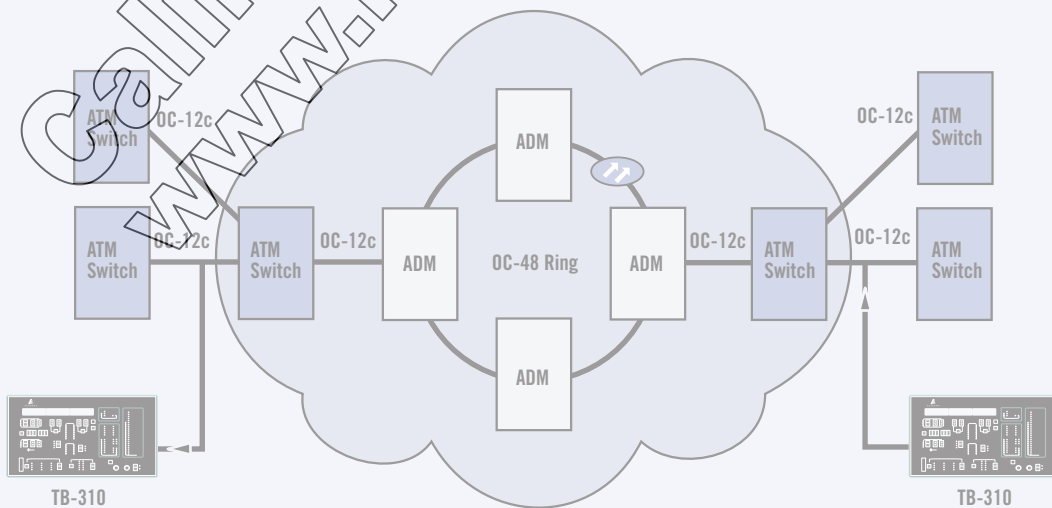 ATM
Switch
OC-12c
ADM
OC-12c
ATM
Switch
ATM
Switch
OC-12c
ATM
Switch
OC-12c
ADM
OC-48 Ring
ADM
OC-12c
ATM
Switch
OC-12c
ATM
Switch
ADM
TB-310
TB-310
www.